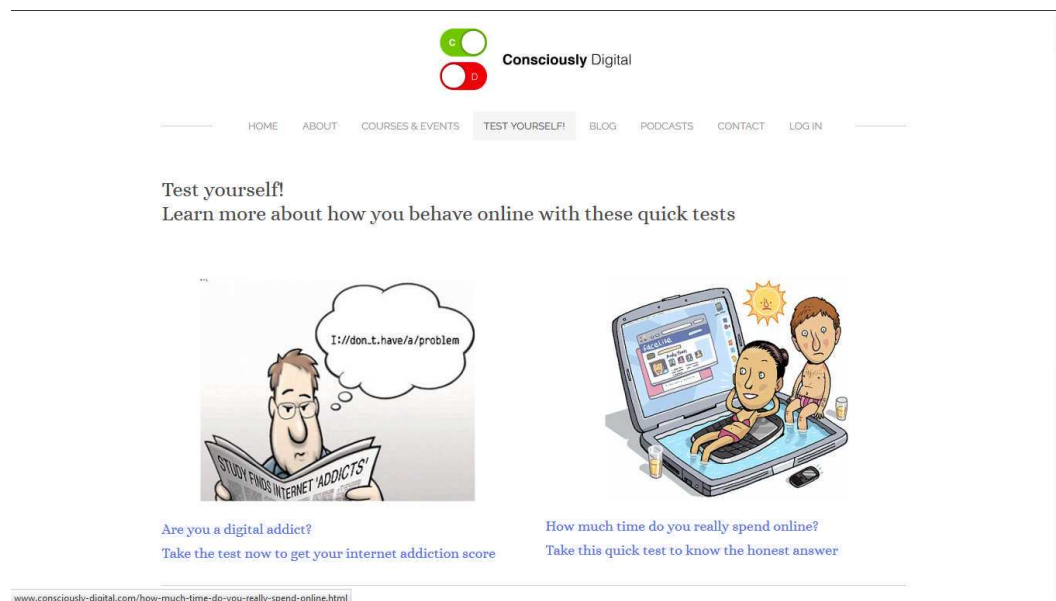 C
D
Consciously Digital
HOME ABOUT COURSES & EVENTS TEST YOURSELF! BLOG PODCASTS CONTACT LOG IN
Test yourself!
Learn more about how you behave online with these quick tests
I://don_t.have/a/problem
STUDY FINDS INTERNET 'ADDICTS'
facelife
Are you a digital addict?
Take the test now to get your internet addiction score
How much time do you really spend online?
Take this quick test to know the honest answer
www.consciously-digital.com/how-much-time-do-you-really-spend-online.html